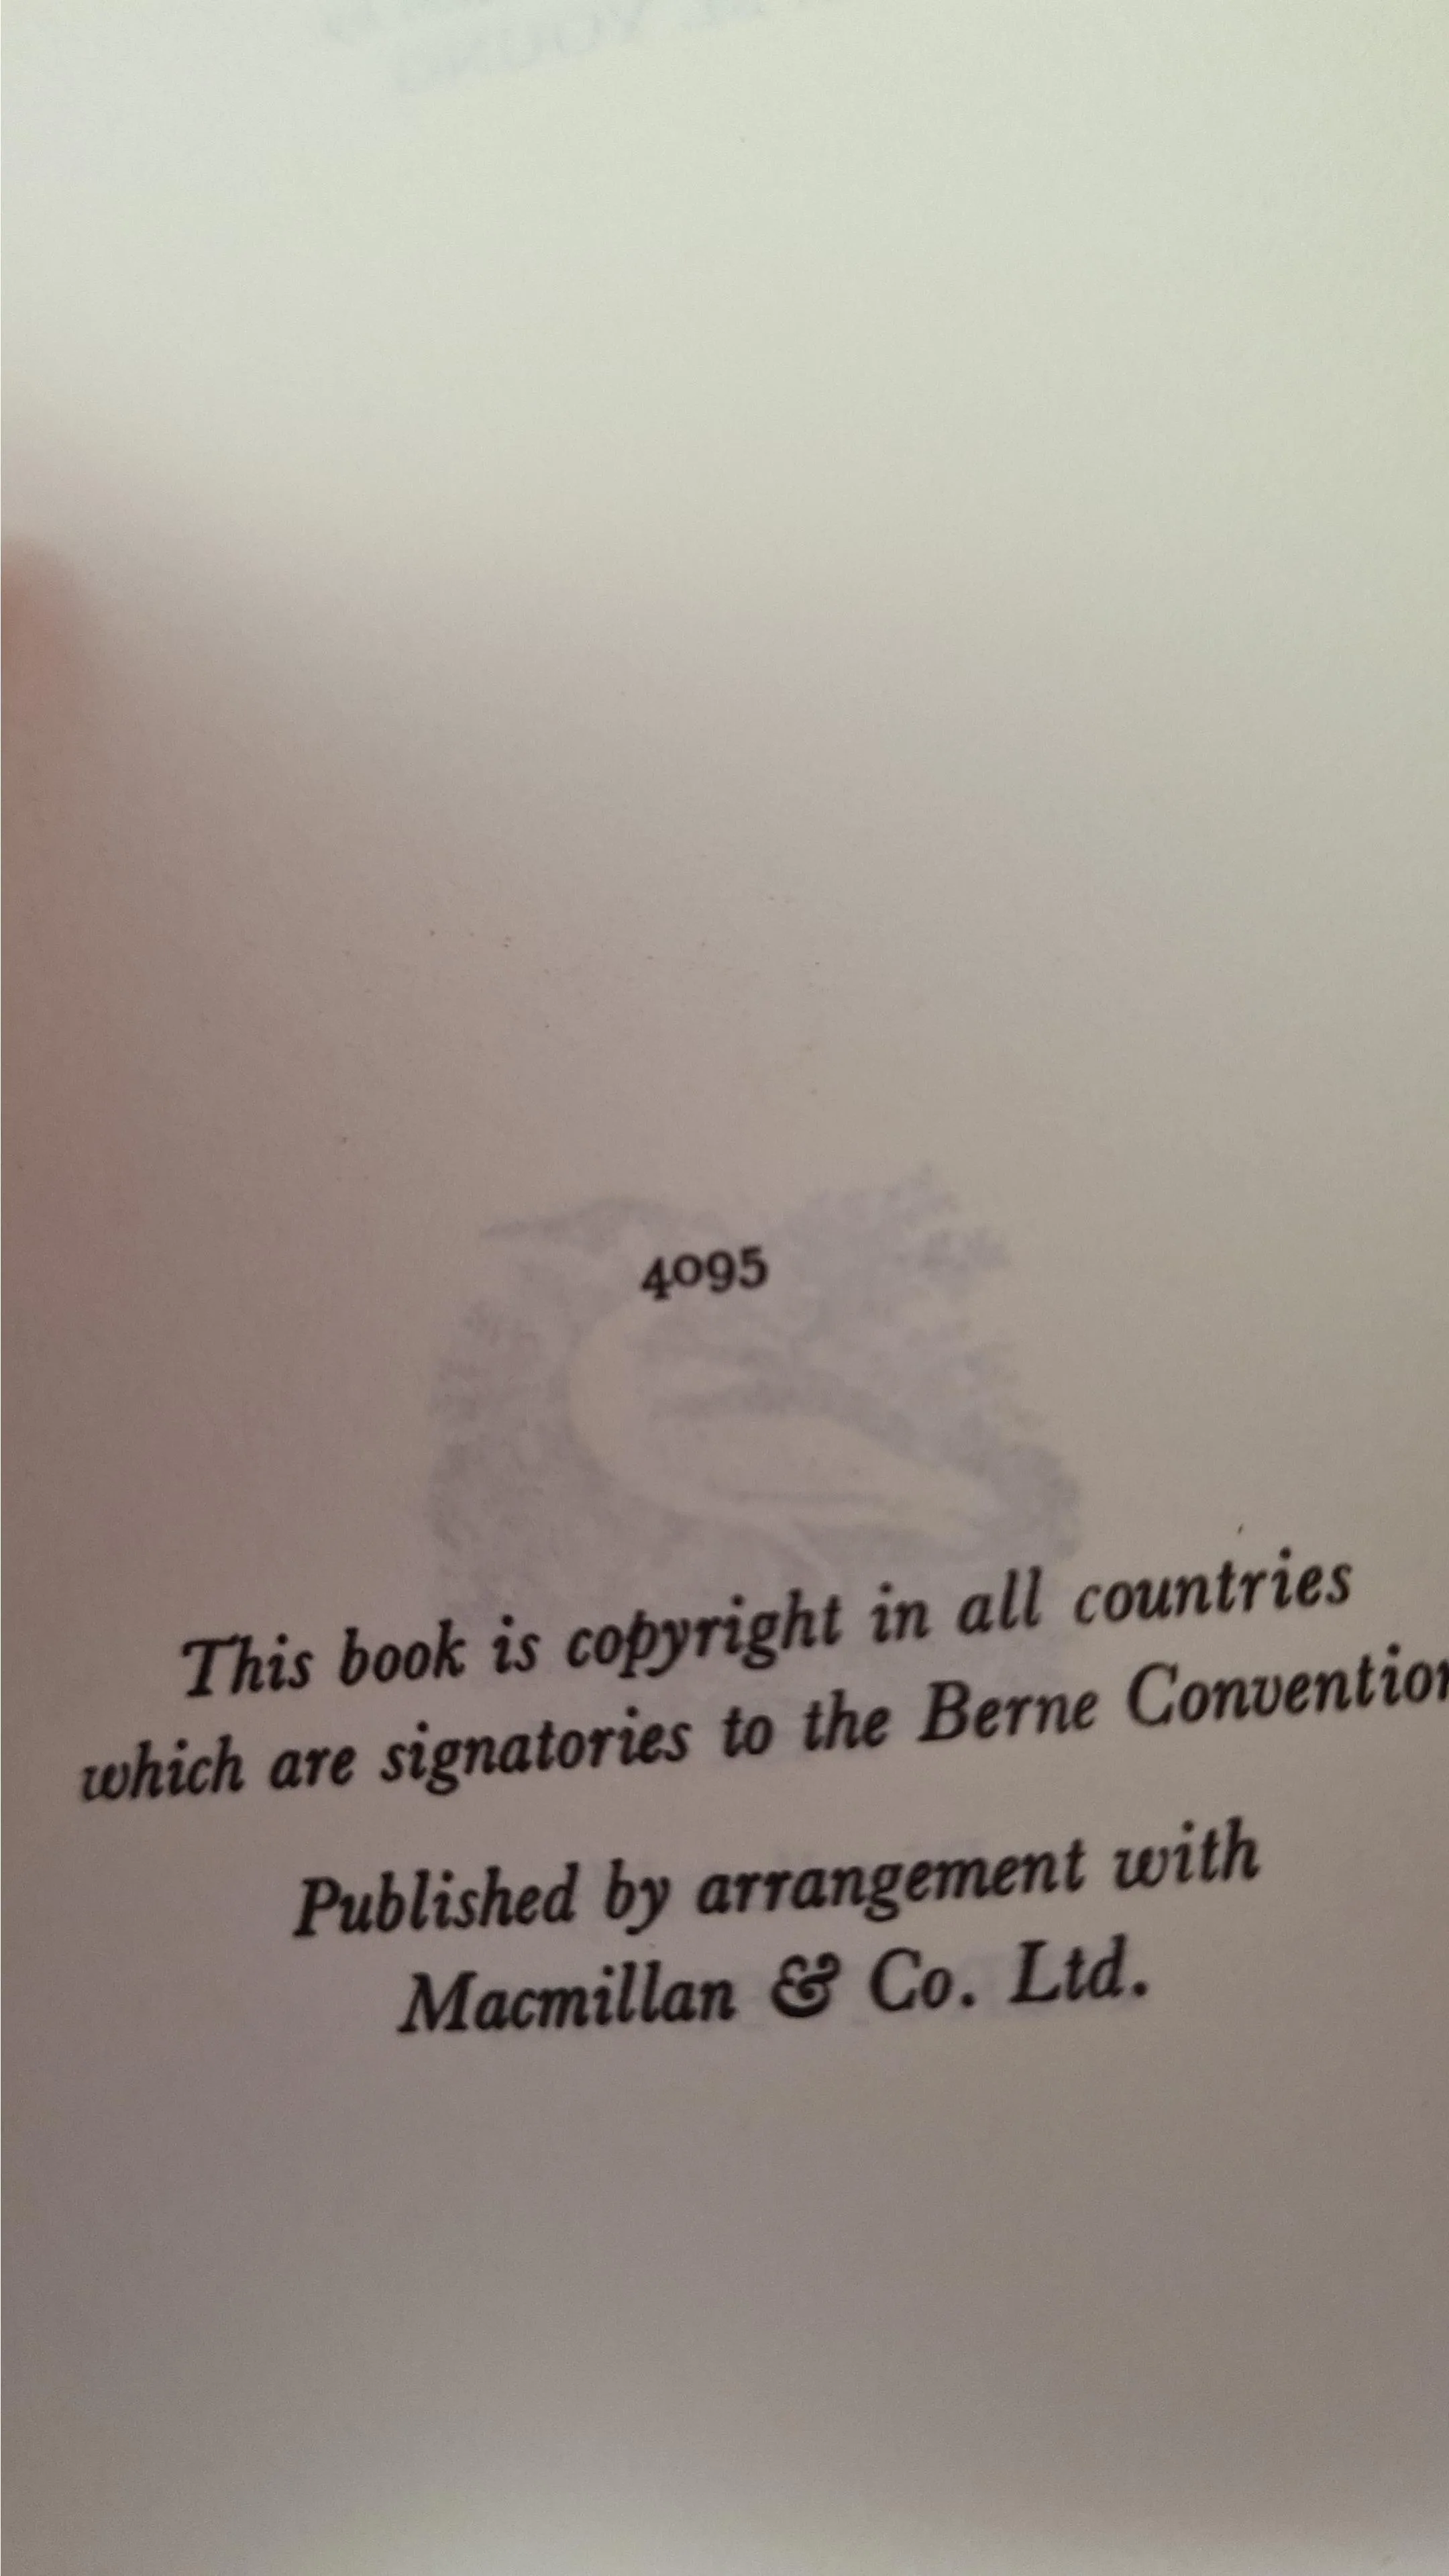 4095
This book is copyright in all countries
which are signatories to the Berne Convention
Published by arrangement with
Macmillan & Co. Ltd.